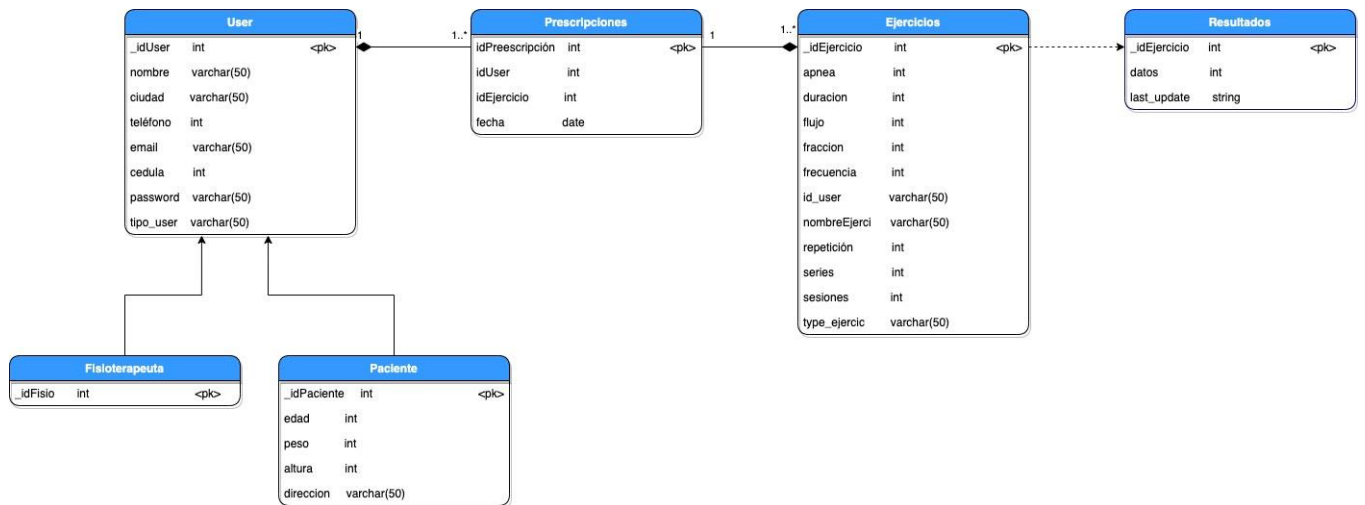 User
_idUser int <pk>
nombre varchar(50)
ciudad varchar(50)
teléfono int
email varchar(50)
cedula int
password varchar(50)
tipo_user varchar(50)
1
1..*
Prescripciones
idPreescripción int <pk>
idUser int
idEjercicio int
fecha date
1
1..*
Ejercicios
_idEjercicio int <pk>
apnea int
duracion int
flujo int
fraccion int
frecuencia int
id_user varchar(50)
nombreEjerci varchar(50)
repetición int
series int
sesiones int
type_ejercic varchar(50)
Resultados
_idEjercicio int <pk>
datos int
last_update string
Fisioterapeuta
_idFisio int <pk>
Paciente
_idPaciente int <pk>
edad int
peso int
altura int
direccion varchar(50)